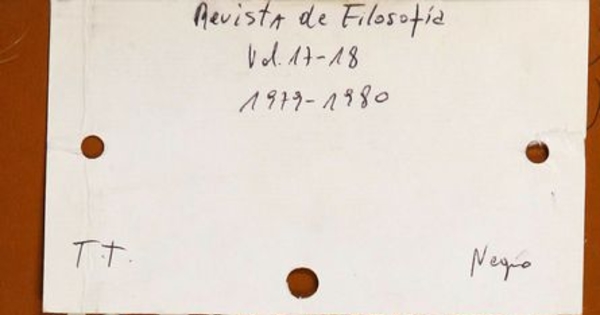 Revista de Filosofía
Vol. 17-18
1979-1980
T.T.
Negro